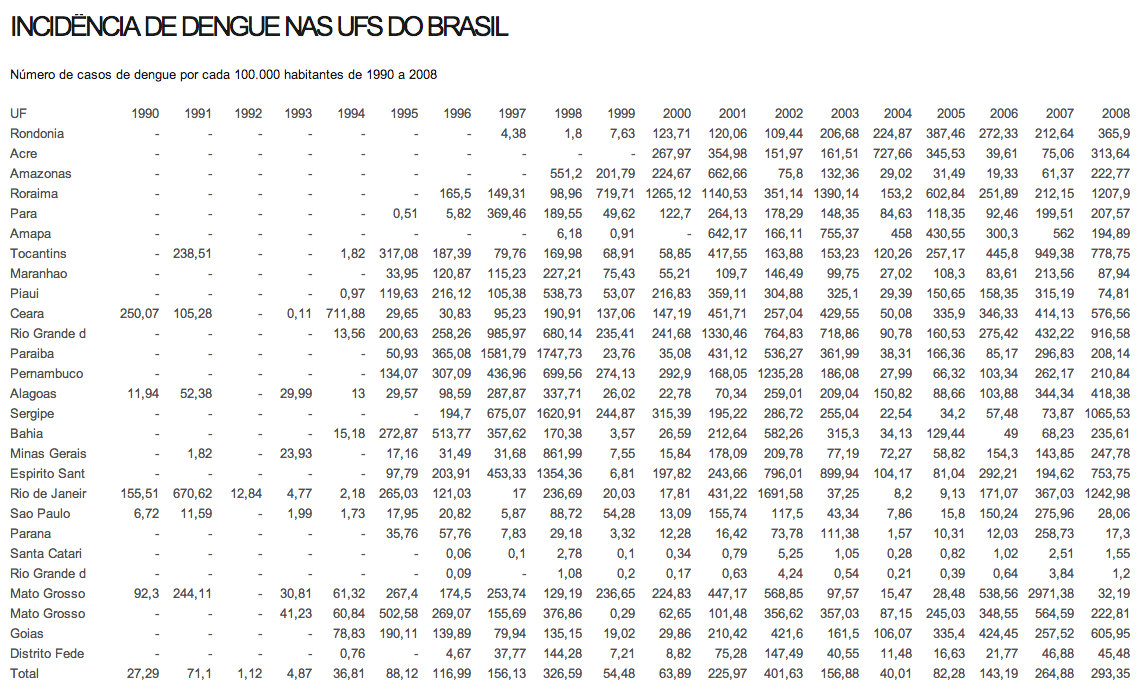 INCIDÊNCIA DE DENGUE NAS UFS DO BRASIL
Número de casos de dengue por cada 100.000 habitantes de 1990 a 2008
UF 1990 1991 1992 1993 1994 1995 1996 1997 1998 1999 2000 2001 2002 2003 2004 2005 2006 2007 2008
Rondonia - - - - - - - 4,38 1,8 7,63 123,71 120,06 109,44 206,68 224,87 387,46 272,33 212,64 365,9
Acre - - - - - - - - - - 267,97 354,98 151,97 161,51 727,66 345,53 39,61 75,06 313,64
Amazonas - - - - - - - - 551,2 201,79 224,67 662,66 75,8 132,36 29,02 31,49 19,33 61,37 222,77
Roraima - - - - - - 165,5 149,31 98,96 719,71 1265,12 1140,53 351,14 1390,14 153,2 602,84 251,89 212,15 1207,9
Para - - - - - 0,51 5,82 369,46 189,55 49,62 122,7 264,13 178,29 148,35 84,63 118,35 92,46 199,51 207,57
Amapa - - - - - - - - 6,18 0,91 - 642,17 166,11 755,37 458 430,55 300,3 562 194,89
Tocantins - 238,51 - - 1,82 317,08 187,39 79,76 169,98 68,91 58,85 417,55 163,88 153,23 120,26 257,17 445,8 949,38 778,75
Maranhao - - - - - 33,95 120,87 115,23 227,21 75,43 55,21 109,7 146,49 99,75 27,02 108,3 83,61 213,56 87,94
Piaui - - - - 0,97 119,63 216,12 105,38 538,73 53,07 216,83 359,11 304,88 325,1 29,39 150,65 158,35 315,19 74,81
Ceara 250,07 105,28 - 0,11 711,88 29,65 30,83 95,23 190,91 137,06 147,19 451,71 257,04 429,55 50,08 335,9 346,33 414,13 576,56
Rio Grande d - - - - 13,56 200,63 258,26 985,97 680,14 235,41 241,68 1330,46 764,83 718,86 90,78 160,53 275,42 432,22 916,58
Paraiba - - - - - 50,93 365,08 1581,79 1747,73 23,76 35,08 431,12 536,27 361,99 38,31 166,36 85,17 296,83 208,14
Pernambuco - - - - - 134,07 307,09 436,96 699,56 274,13 292,9 168,05 1235,28 186,08 27,99 66,32 103,34 262,17 210,84
Alagoas 11,94 52,38 - 29,99 13 29,57 98,59 287,87 337,71 26,02 22,78 70,34 259,01 209,04 150,82 88,66 103,88 344,34 418,38
Sergipe - - - - - - 194,7 675,07 1620,91 244,87 315,39 195,22 286,72 255,04 22,54 34,2 57,48 73,87 1065,53
Bahia - - - - 15,18 272,87 513,77 357,62 170,38 3,57 26,59 212,64 582,26 315,3 34,13 129,44 49 68,23 235,61
Minas Gerais - 1,82 - 23,93 - 17,16 31,49 31,68 861,99 7,55 15,84 178,09 209,78 77,19 72,27 58,82 154,3 143,85 247,78
Espirito Sant - - - - - 97,79 203,91 453,33 1354,36 6,81 197,82 243,66 796,01 899,94 104,17 81,04 292,21 194,62 753,75
Rio de Janeir 155,51 670,62 12,84 4,77 2,18 265,03 121,03 17 236,69 20,03 17,81 431,22 1691,58 37,25 8,2 9,13 171,07 367,03 1242,98
Sao Paulo 6,72 11,59 - 1,99 1,73 17,95 20,82 5,87 88,72 54,28 13,09 155,74 117,5 43,34 7,86 15,8 150,24 275,96 28,06
Parana - - - - - 35,76 57,76 7,83 29,18 3,32 12,28 16,42 73,78 111,38 1,57 10,31 12,03 258,73 17,3
Santa Catari - - - - - - 0,06 0,1 2,78 0,1 0,34 0,79 5,25 1,05 0,28 0,82 1,02 2,51 1,55
Rio Grande d - - - - - - 0,09 - 1,08 0,2 0,17 0,63 4,24 0,54 0,21 0,39 0,64 3,84 1,2
Mato Grosso 92,3 244,11 - 30,81 61,32 267,4 174,5 253,74 129,19 236,65 224,83 447,17 568,85 97,57 15,47 28,48 538,56 2971,38 32,19
Mato Grosso - - - 41,23 60,84 502,58 269,07 155,69 376,86 0,29 62,65 101,48 356,62 357,03 87,15 245,03 348,55 564,59 222,81
Goias - - - - 78,83 190,11 139,89 79,94 135,15 19,02 29,86 210,42 421,6 161,5 106,07 335,4 424,45 257,52 605,95
Distrito Fede - - - - 0,76 - 4,67 37,77 144,28 7,21 8,82 75,28 147,49 40,55 11,48 16,63 21,77 46,88 45,48
Total 27,29 71,1 1,12 4,87 36,81 88,12 116,99 156,13 326,59 54,48 63,89 225,97 401,63 156,88 40,01 82,28 143,19 264,88 293,35